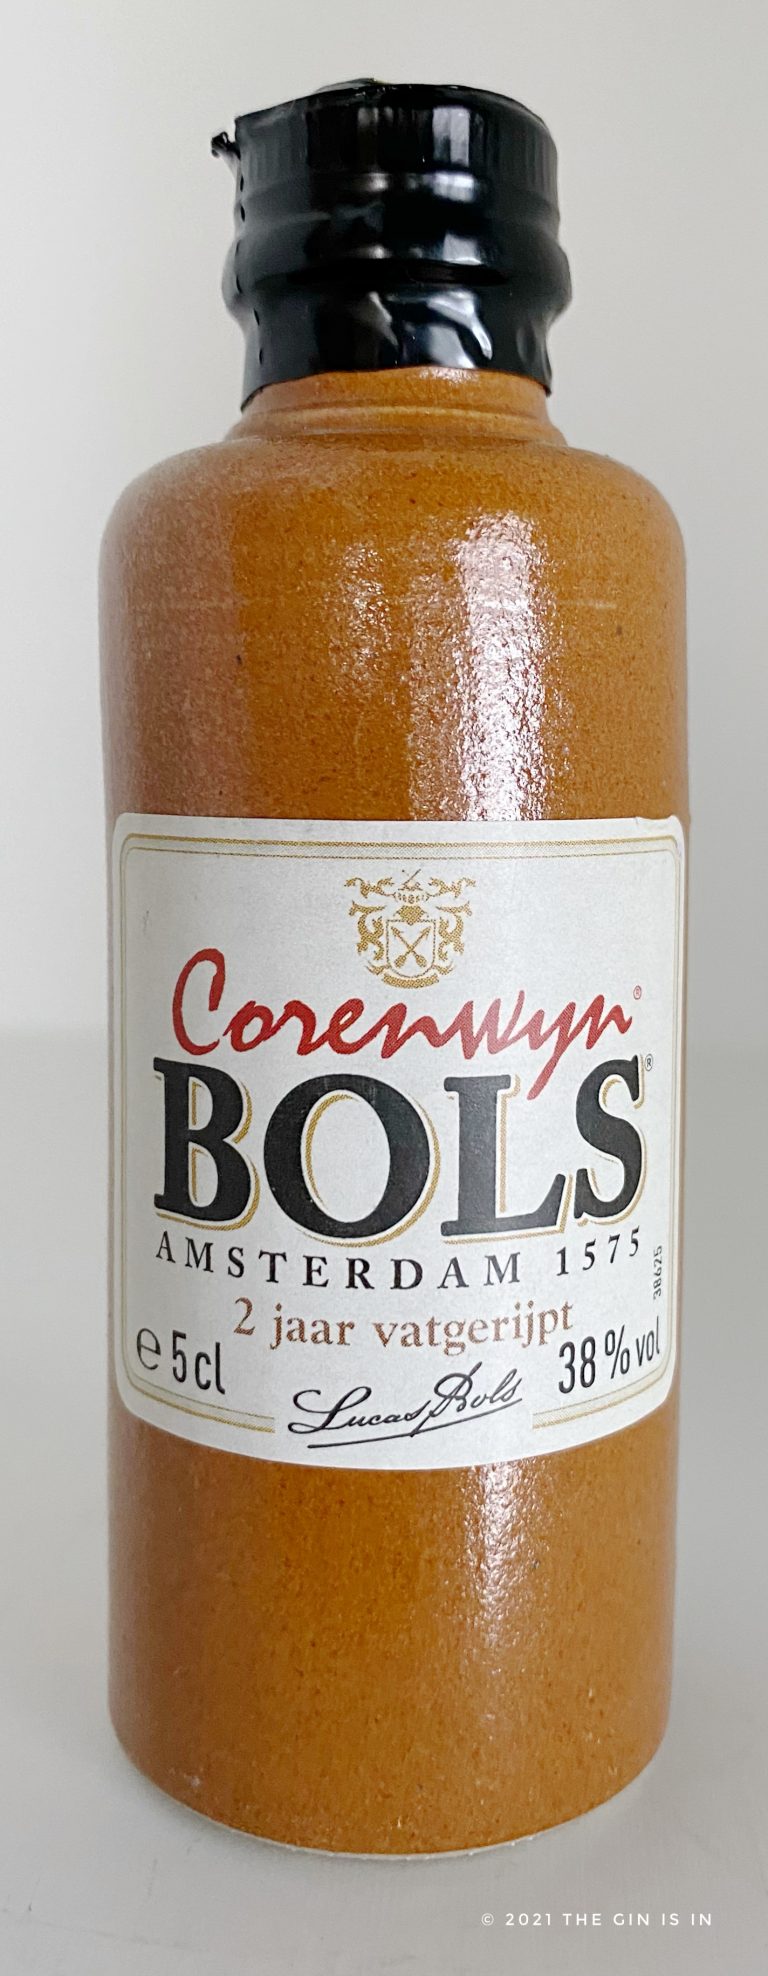 Corenwyn®
BOLS®
AMSTERDAM 1575
38625
2 jaar vatgerijpt
℮ 5 cl
38 % vol
Lucas Bols
© 2021 THE GIN IS IN